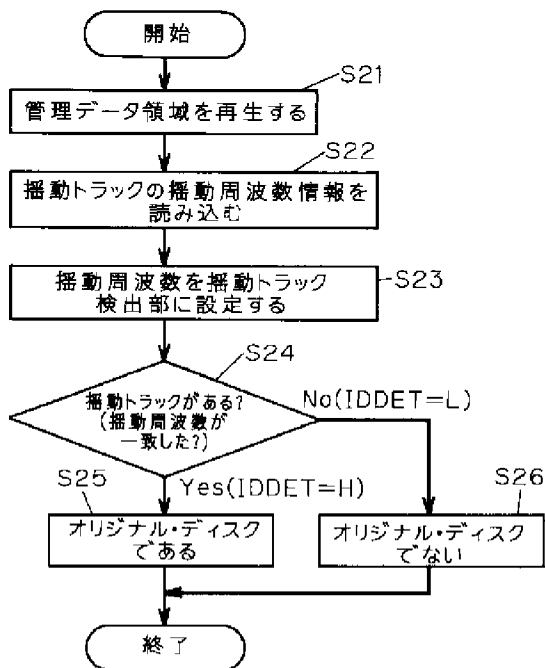 開始
S21
管理データ領域を再生する
S22
揺動トラックの揺動周波数情報を
読み込む
S23
揺動周波数を揺動トラック
検出部に設定する
S24
揺動トラックがある?
(揺動周波数が
一致した?)
No(IDDET=L)
Yes(IDDET=H)
S25
オリジナル・ディスク
である
S26
オリジナル・ディスク
でない
終了